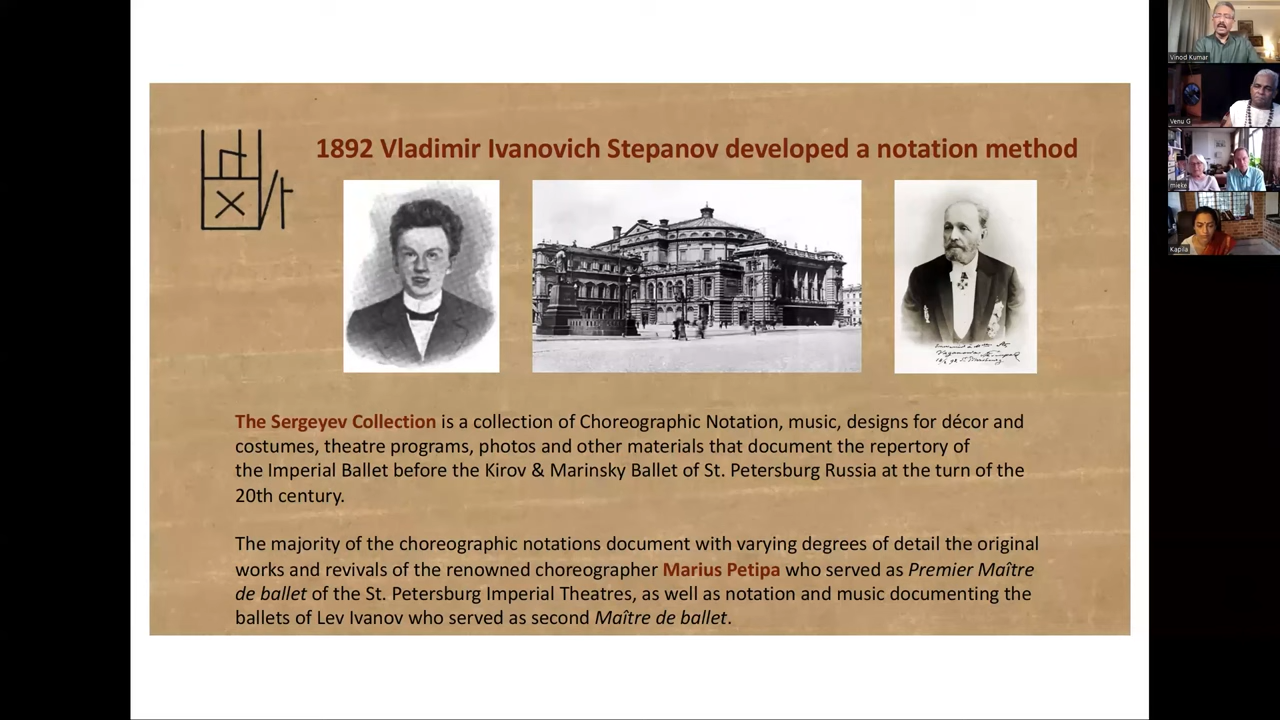 1892 Vladimir Ivanovich Stepanov developed a notation method
The Sergeyev Collection is a collection of Choreographic Notation, music, designs for décor and
costumes, theatre programs, photos and other materials that document the repertory of
the Imperial Ballet before the Kirov & Marinsky Ballet of St. Petersburg Russia at the turn of the
20th century.
The majority of the choreographic notations document with varying degrees of detail the original
works and revivals of the renowned choreographer Marius Petipa who served as Premier Maître
de ballet of the St. Petersburg Imperial Theatres, as well as notation and music documenting the
ballets of Lev Ivanov who served as second Maître de ballet.
Vinod Kumar
Venu G
mieke
Kapila